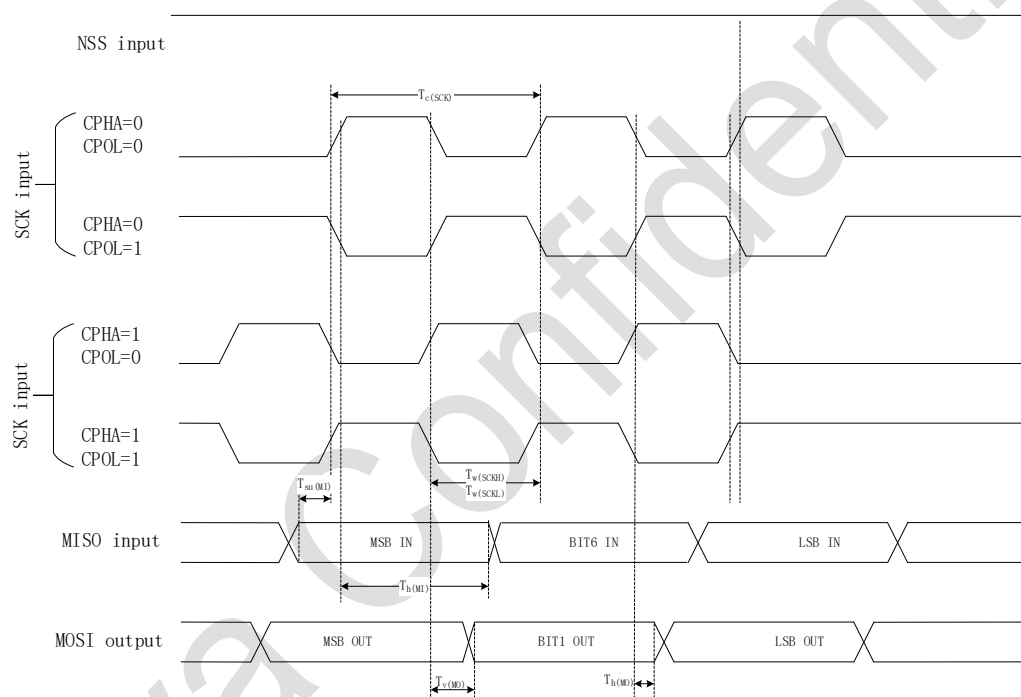 NSS input
Tc(SCK)
SCK input
CPHA=0
CPOL=0
CPHA=0
CPOL=1
SCK input
CPHA=1
CPOL=0
CPHA=1
CPOL=1
Tsu(MI)
Tw(SCKH)
Tw(SCKL)
MISO input
MSB IN
BIT6 IN
LSB IN
Th(MI)
MOSI output
MSB OUT
BIT1 OUT
LSB OUT
Tv(MO)
Th(MO)